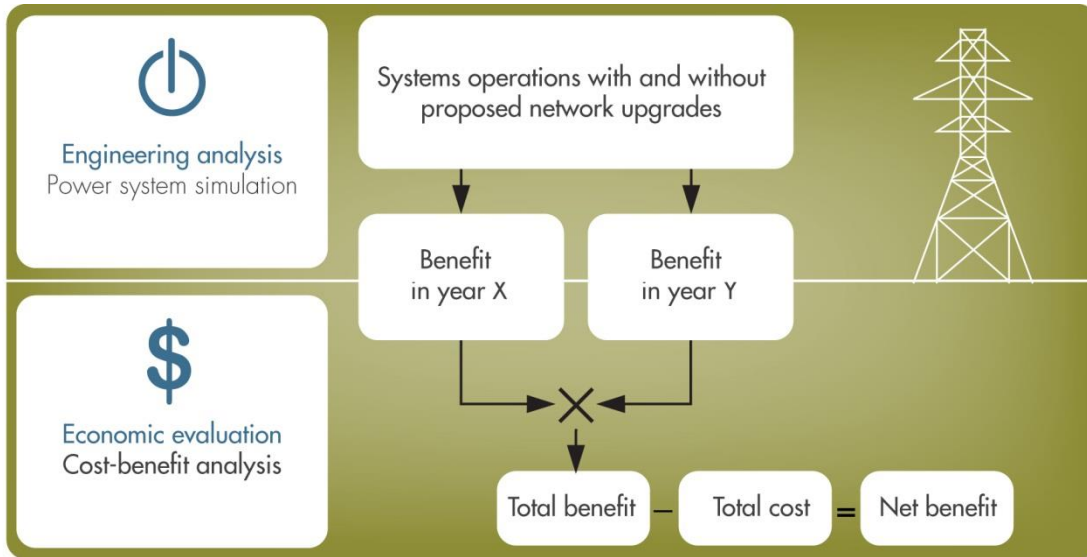 Engineering analysis
Power system simulation
Systems operations with and without
proposed network upgrades
Benefit
in year X
Benefit
in year Y
$
Economic evaluation
Cost-benefit analysis
Total benefit – Total cost = Net benefit